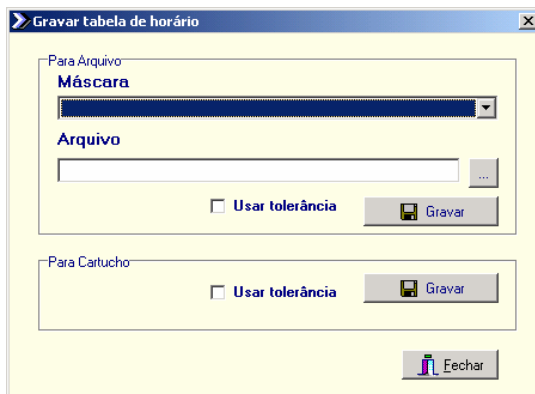 Gravar tabela de horário
Para Arquivo
Máscara
Arquivo
...
Usar tolerância
Gravar
Para Cartucho
Usar tolerância
Gravar
Fechar